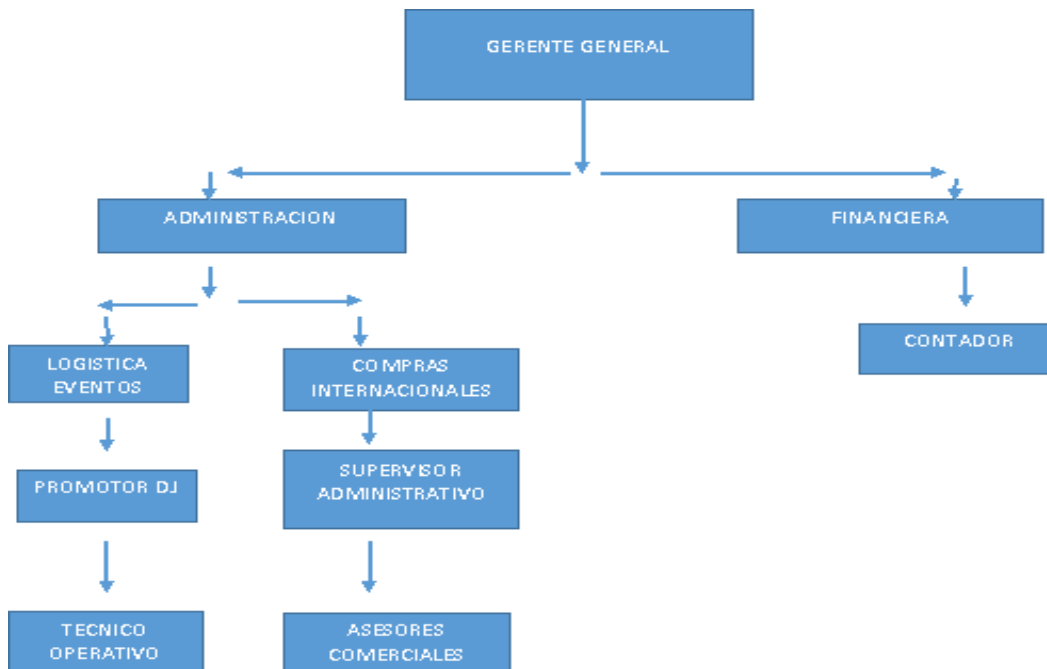 GERENTE GENERAL
ADMINISTRACION
FINANCIERA
LOGISTICA
EVENTOS
COMPRAS
INTERNACIONALES
CONTADOR
PROMOTOR DJ
SUPERVISOR
ADMINISTRATIVO
TECNICO
OPERATIVO
ASESORES
COMERCIALES